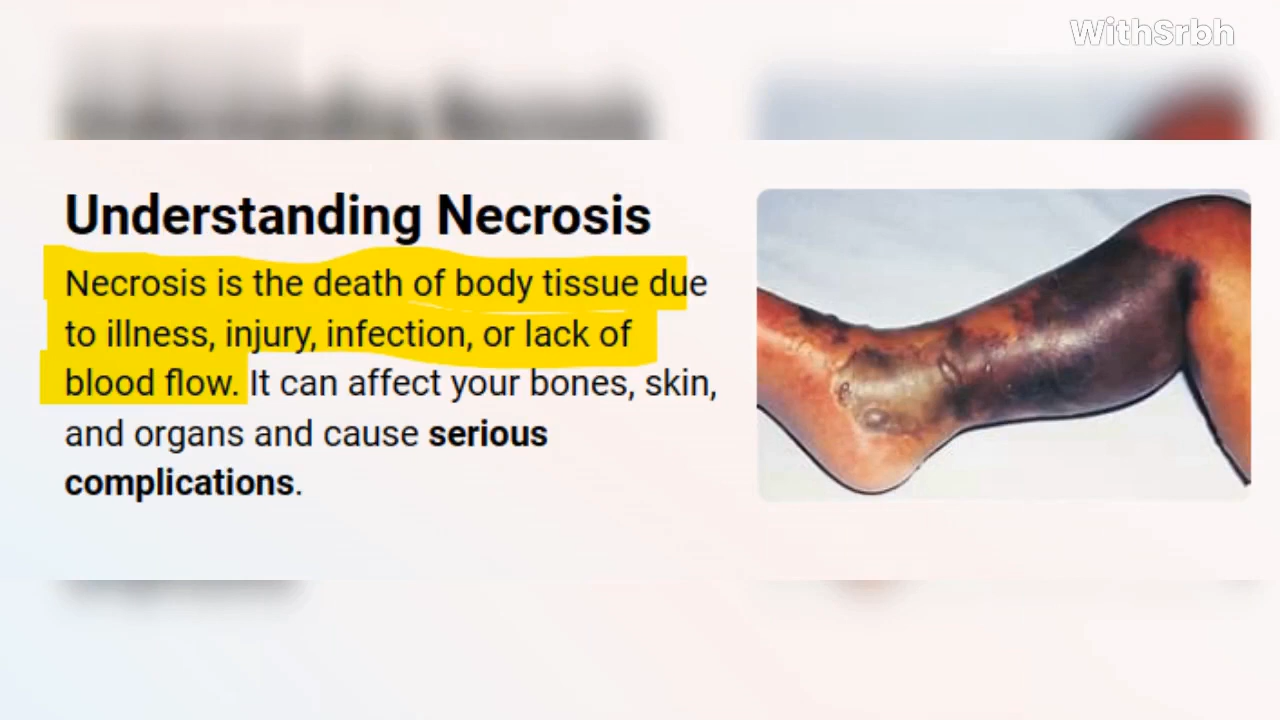 WithSrbh
Understanding Necrosis
Necrosis is the death of body tissue due
to illness, injury, infection, or lack of
blood flow. It can affect your bones, skin,
and organs and cause serious
complications.